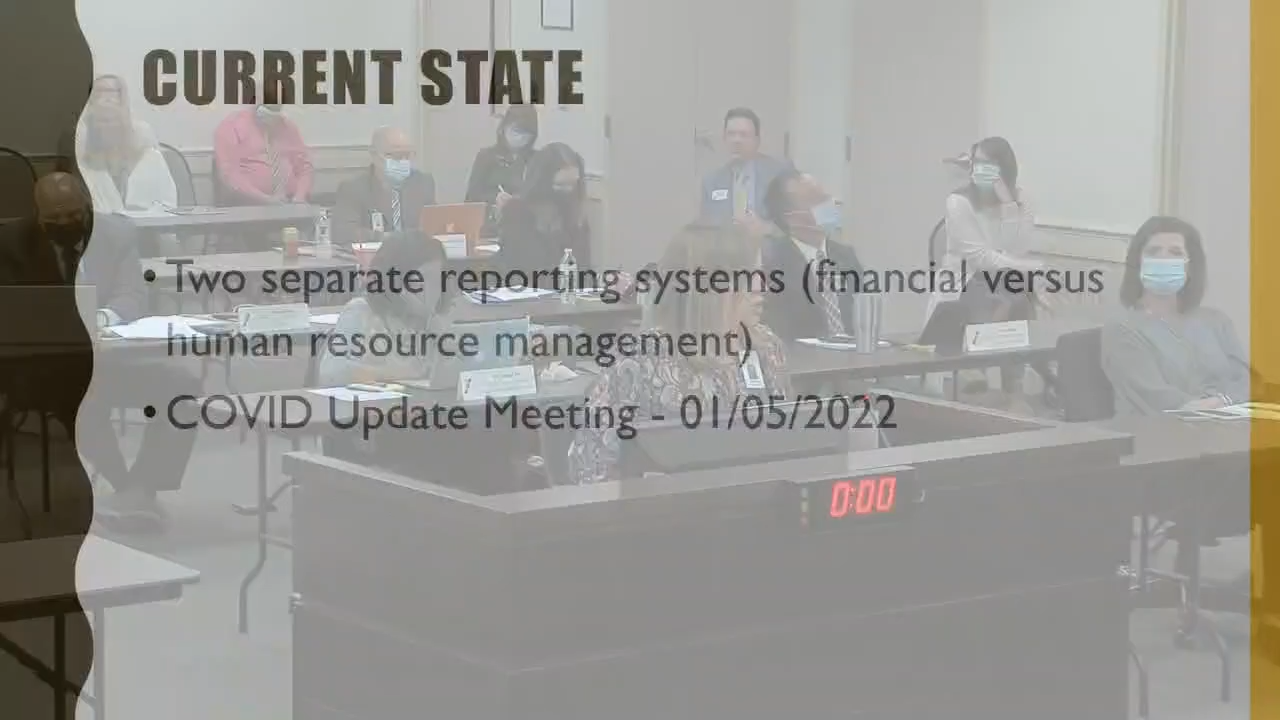 CURRENT STATE
• Two separate reporting systems (financial versus
human resource management)
• COVID Update Meeting - 01/05/2022
0:00